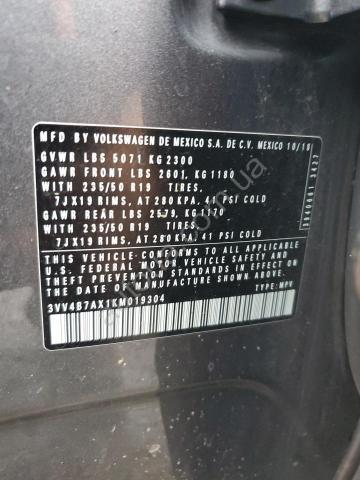 MFD BY VOLKSWAGEN DE MEXICO S.A. DE C.V. MEXICO 10/18
GVWR LBS 5071 KG 2300
GAWR FRONT LBS 2601, KG 1180
WITH 235/50 R19 TIRES,
7JX19 RIMS, AT 280 KPA, 41 PSI COLD
GAWR REAR LBS 2579, KG 1170
WITH 235/50 R19 TIRES,
7JX19 RIMS, AT 280 KPA, 41 PSI COLD
THIS VEHICLE CONFORMS TO ALL APPLICABLE
U.S. FEDERAL MOTOR VEHICLE SAFETY AND
THEFT PREVENTION STANDARDS IN EFFECT ON THE
DATE OF MANUFACTURE SHOWN ABOVE.
3VV4B7AX1KM019304 TYPE: MPV
3427